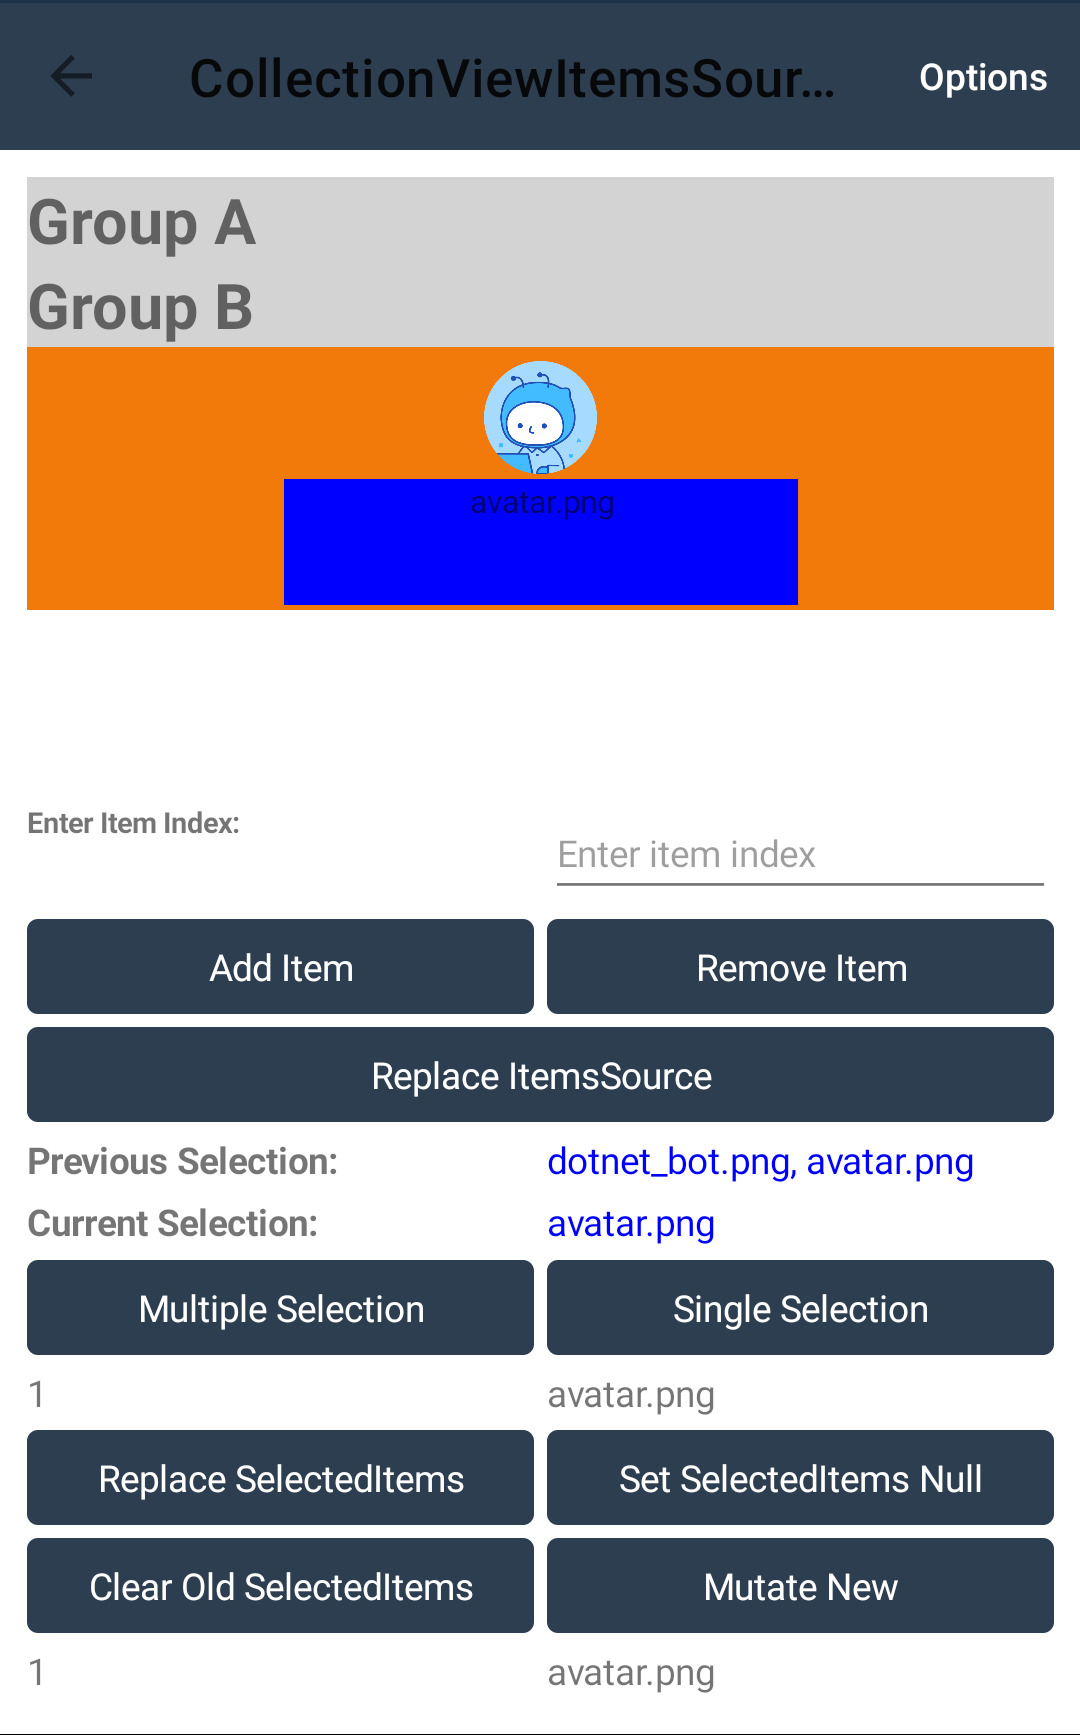 CollectionViewItemsSour... Options
Group A
Group B
avatar.png
Enter Item Index:
Enter item index
Add Item Remove Item
Replace ItemsSource
Previous Selection: dotnet_bot.png, avatar.png
Current Selection: avatar.png
Multiple Selection Single Selection
1 avatar.png
Replace SelectedItems Set SelectedItems Null
Clear Old SelectedItems Mutate New
1 avatar.png